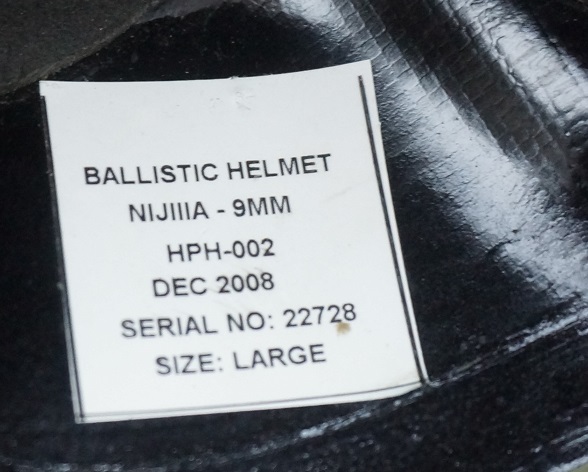 BALLISTIC HELMET
NIJIIIA - 9MM
HPH-002
DEC 2008
SERIAL NO: 22728
SIZE: LARGE